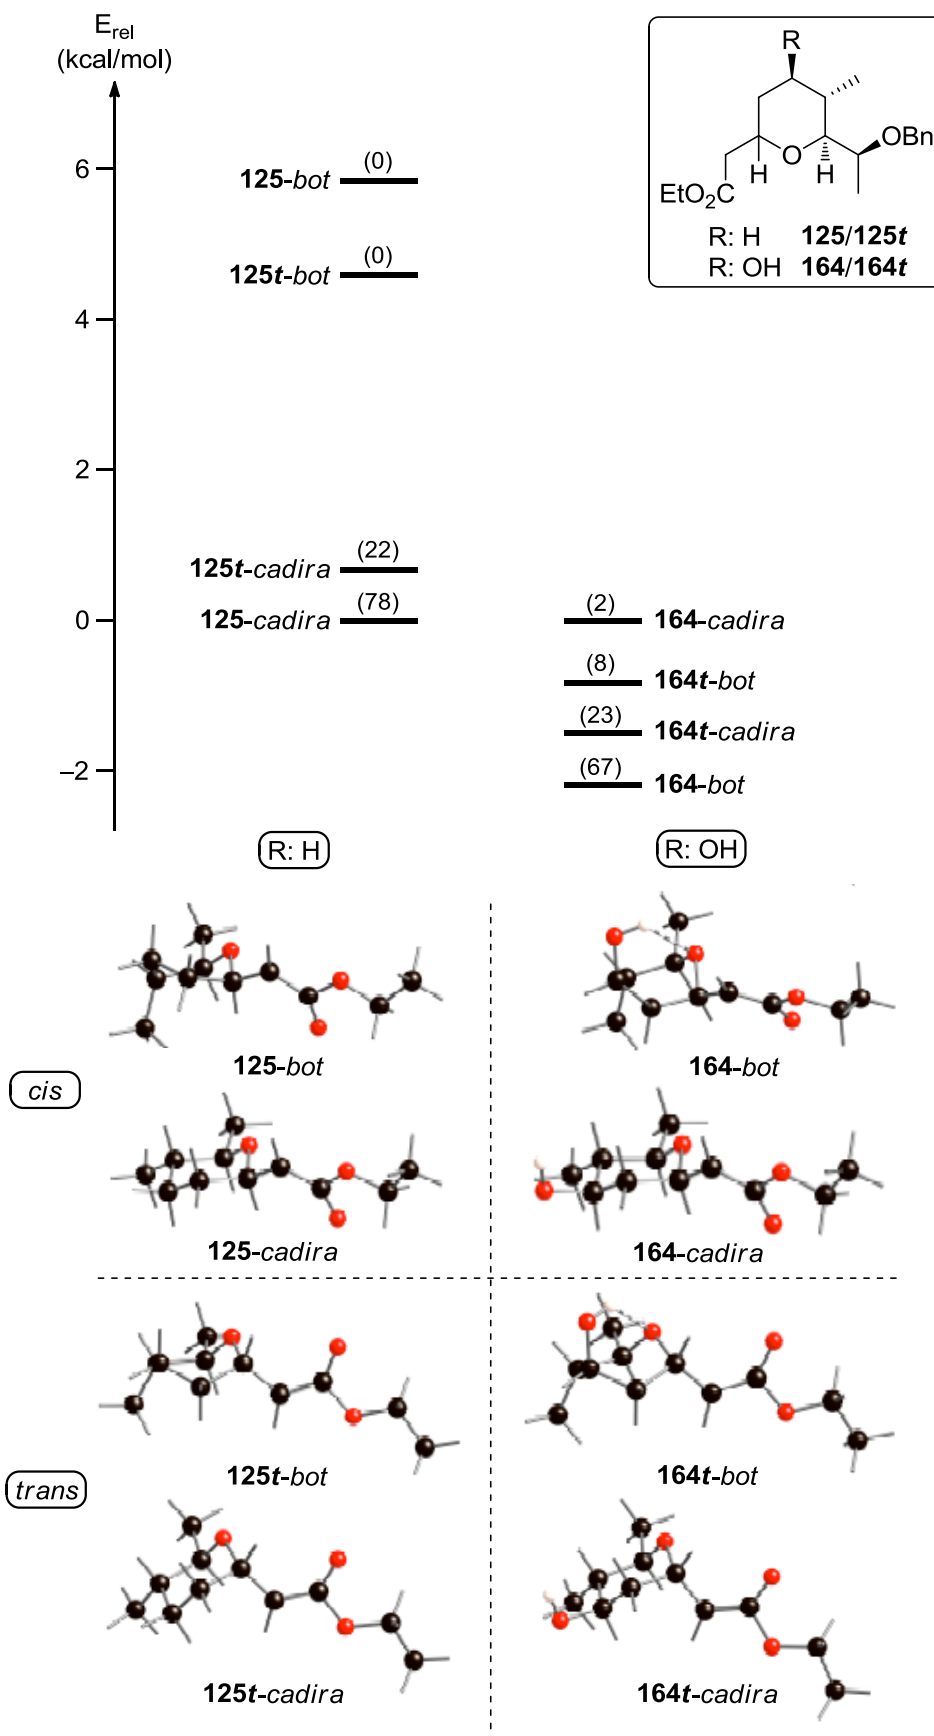 E_rel
(kcal/mol)
6
4
2
0
–2
125-bot
(0)
125t-bot
(0)
125t-cadira
(22)
125-cadira
(78)
(2)
164-cadira
(8)
164t-bot
(23)
164t-cadira
(67)
164-bot
R
OBn
O
H
H
EtO₂C
R: H 125/125t
R: OH 164/164t
R: H
R: OH
cis
125-bot
164-bot
125-cadira
164-cadira
trans
125t-bot
164t-bot
125t-cadira
164t-cadira